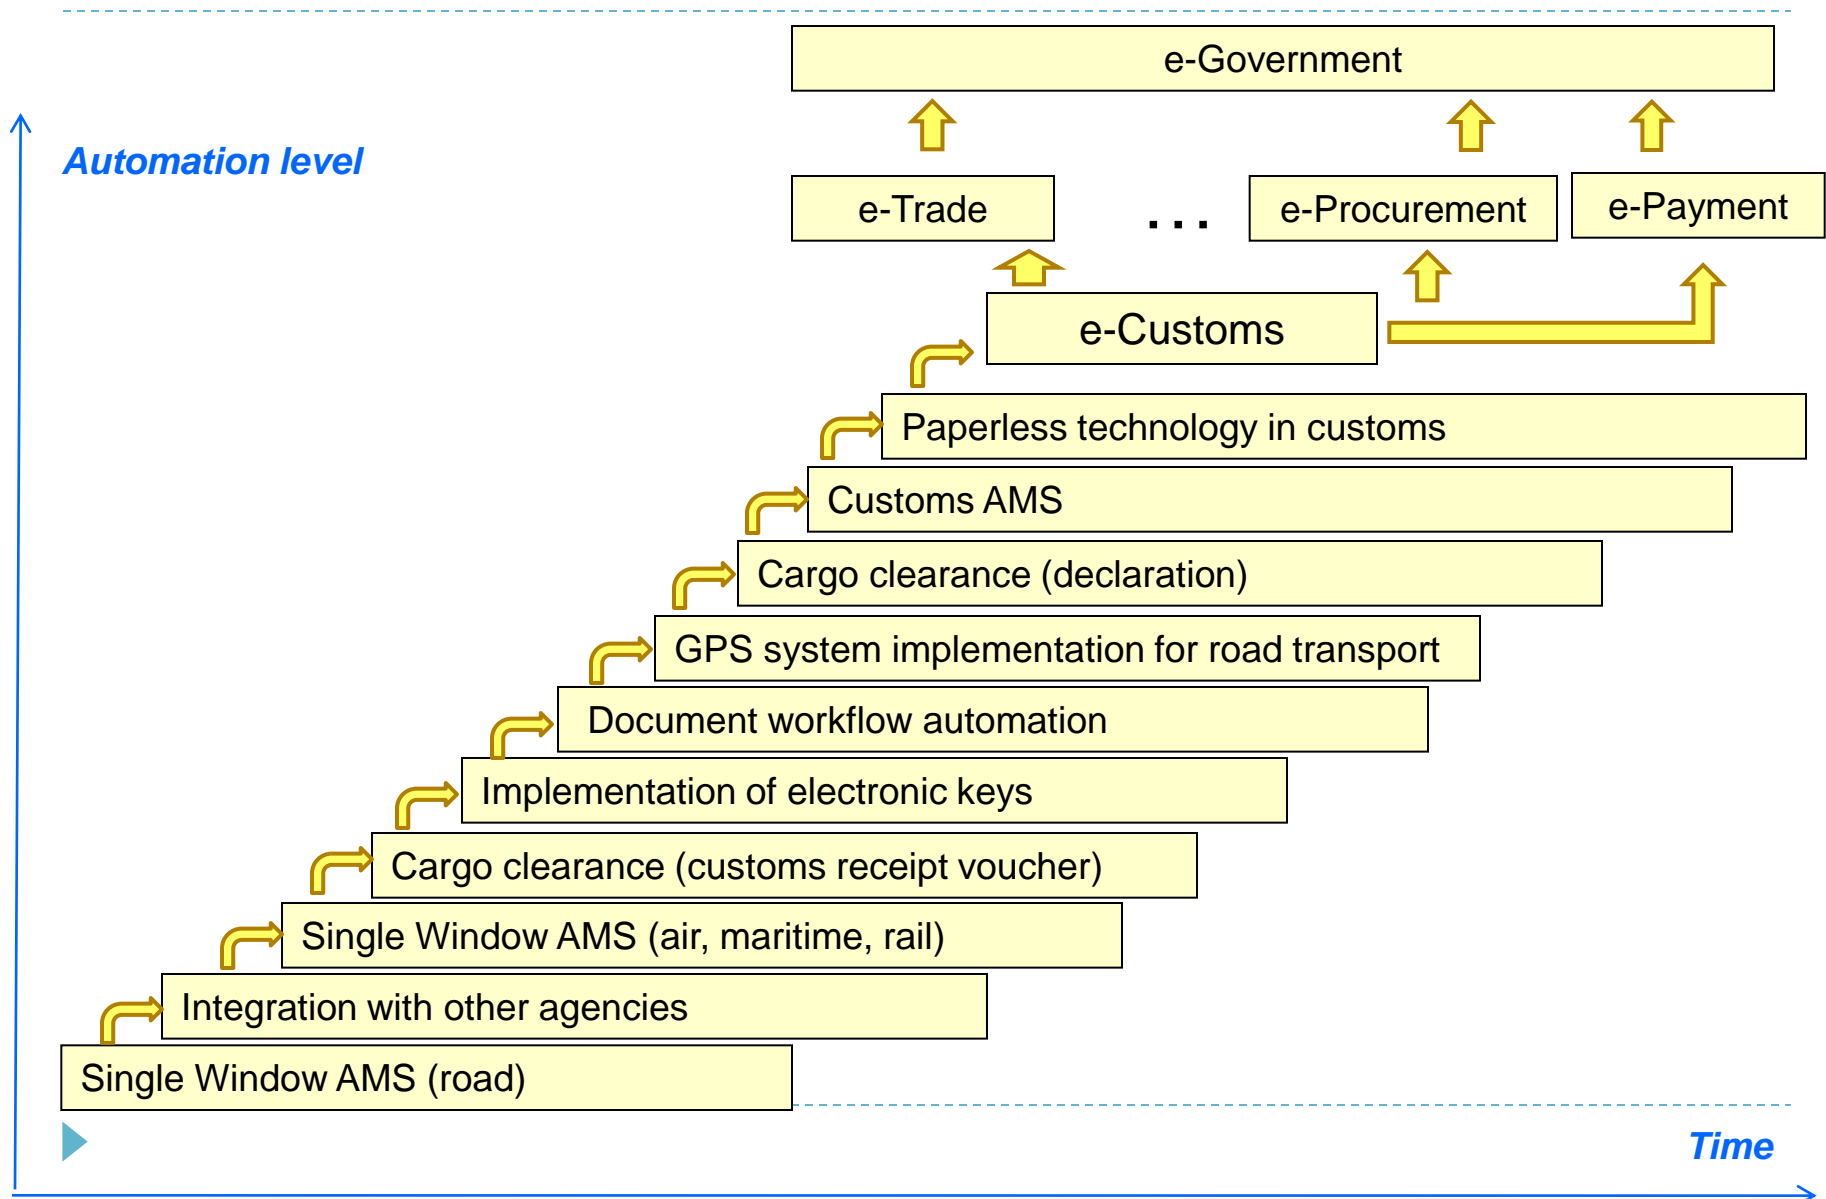 e-Government
Automation level
e-Trade
...
e-Procurement
e-Payment
e-Customs
Paperless technology in customs
Customs AMS
Cargo clearance (declaration)
GPS system implementation for road transport
Document workflow automation
Implementation of electronic keys
Cargo clearance (customs receipt voucher)
Single Window AMS (air, maritime, rail)
Integration with other agencies
Single Window AMS (road)
Time